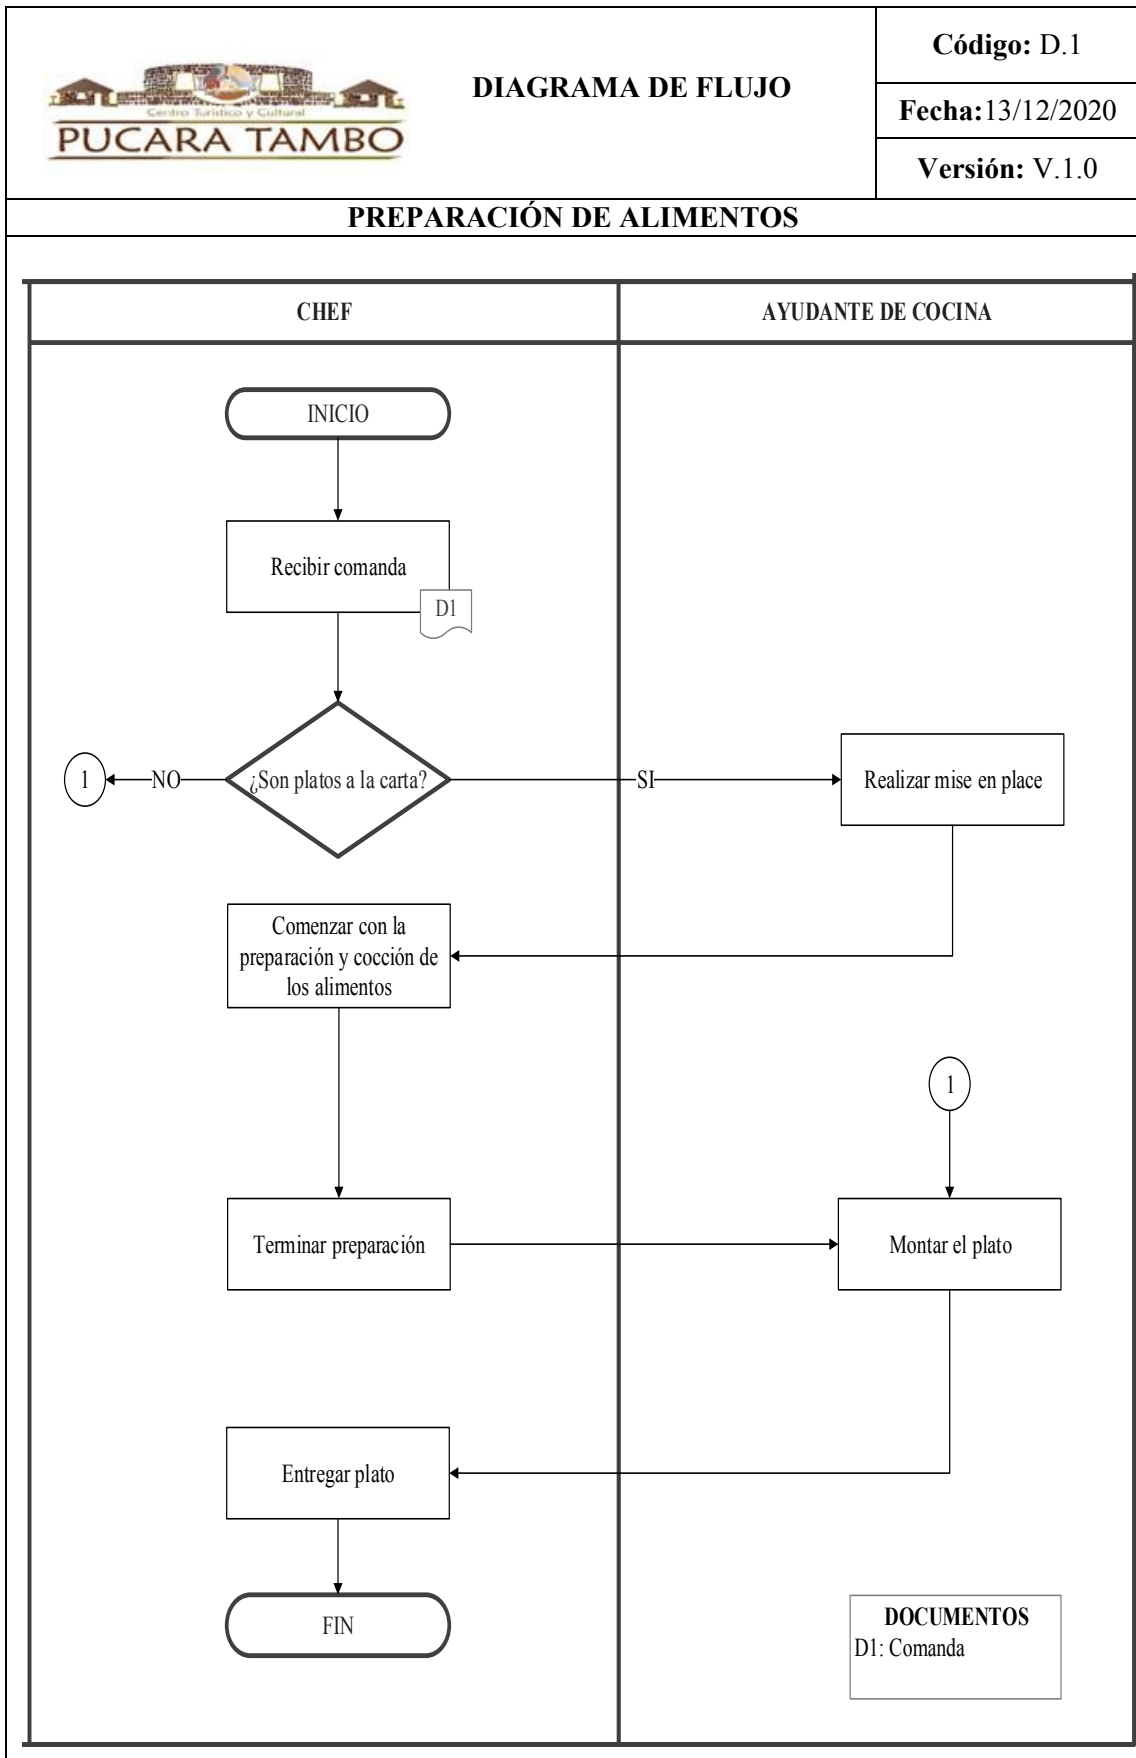 Centro Turístico y Cultural
PUCARA TAMBO
DIAGRAMA DE FLUJO
Código: D.1
Fecha:13/12/2020
Versión: V.1.0
PREPARACIÓN DE ALIMENTOS
CHEF
AYUDANTE DE COCINA
INICIO
Recibir comanda
D1
1
NO
¿Son platos a la carta?
SI
Realizar mise en place
Comenzar con la
preparación y cocción de
los alimentos
1
Terminar preparación
Montar el plato
Entregar plato
FIN
DOCUMENTOS
D1: Comanda